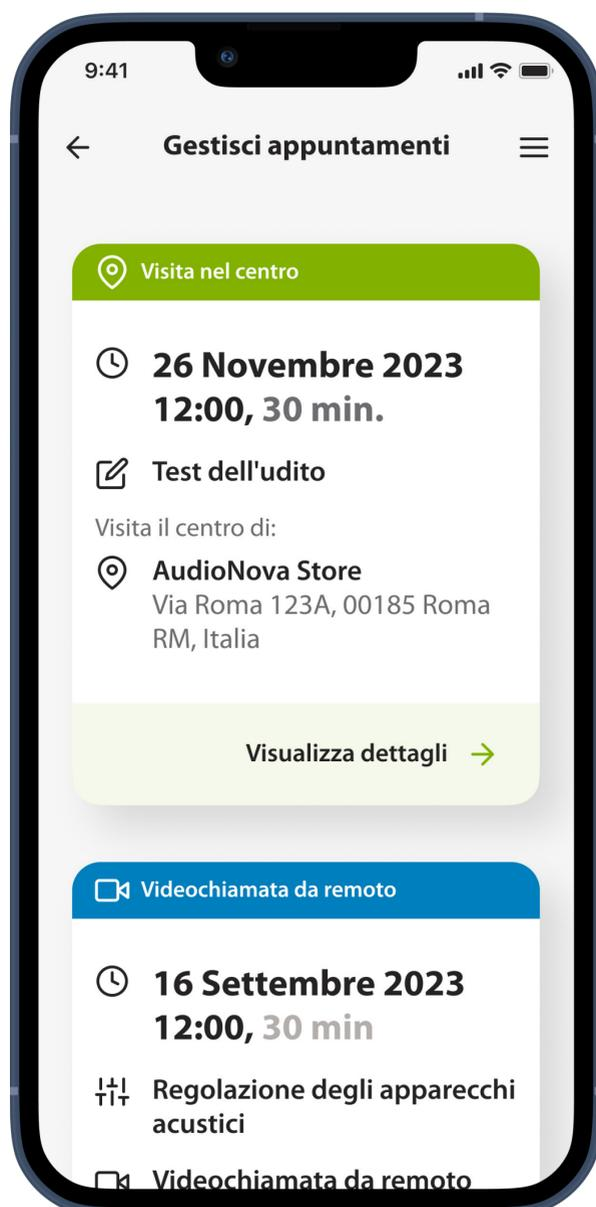 9:41
Gestisci appuntamenti
Visita nel centro
26 Novembre 2023
12:00, 30 min.
Test dell'udito
Visita il centro di:
AudioNova Store
Via Roma 123A, 00185 Roma
RM, Italia
Visualizza dettagli
Videochiamata da remoto
16 Settembre 2023
12:00, 30 min
Regolazione degli apparecchi
acustici
Videochiamata da remoto